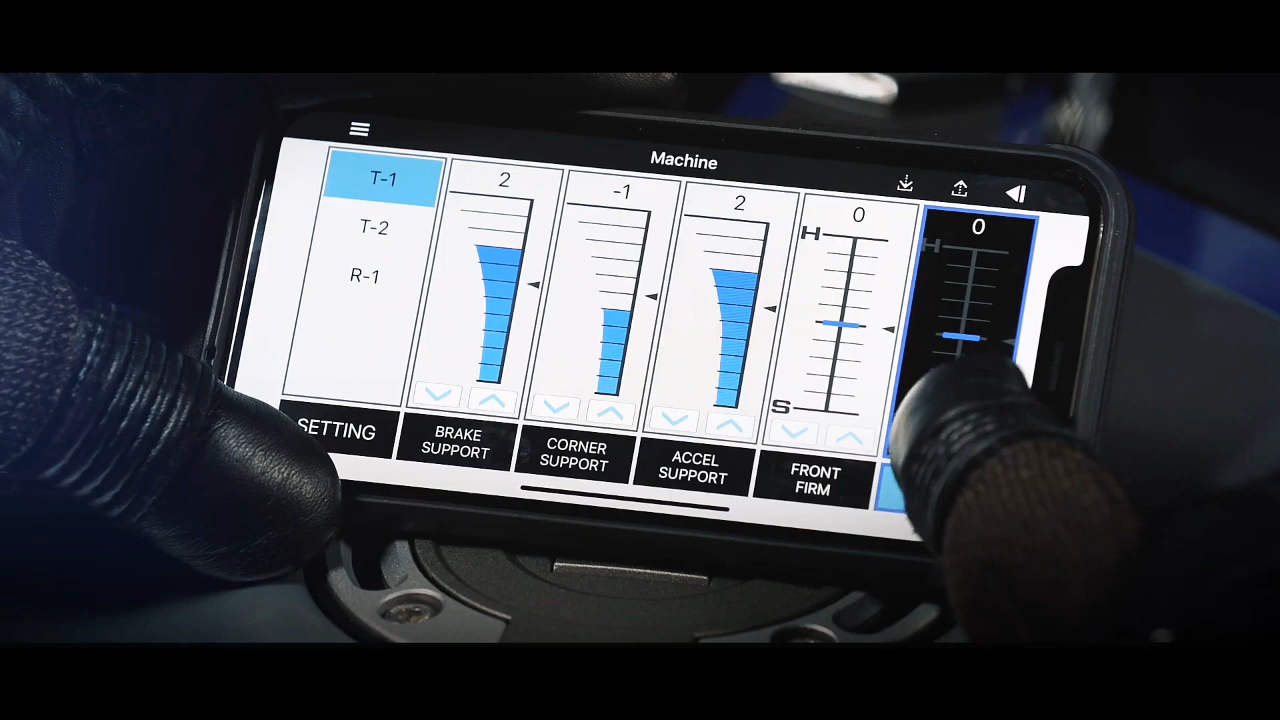 Machine
T-1
T-2
R-1
2
-1
2
0
0
H
H
S
SETTING
BRAKE
SUPPORT
CORNER
SUPPORT
ACCEL
SUPPORT
FRONT
FIRM